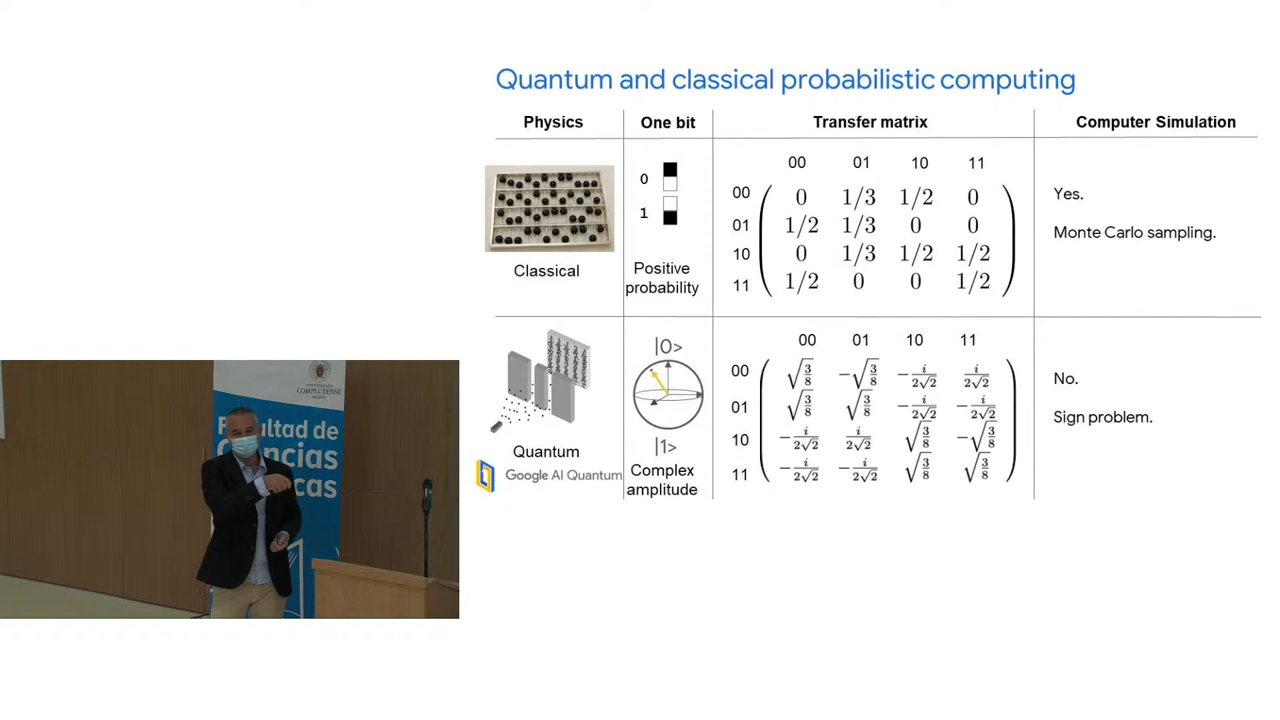 Quantum and classical probabilistic computing
Physics One bit Transfer matrix Computer Simulation
00 01 10 11
0
1
00 0 1/3 1/2 0
01 1/2 1/3 0 0
10 0 1/3 1/2 1/2
11 1/2 0 0 1/2
Classical
Positive
probability
Yes.
Monte Carlo sampling.
|0>
|1>
00 01 10 11
00 √3/8 -√3/8 -i/2√2 i/2√2
01 √3/8 √3/8 -i/2√2 -i/2√2
10 -i/2√2 i/2√2 √3/8 -√3/8
11 -i/2√2 -i/2√2 √3/8 √3/8
Quantum
Google AI Quantum
Complex
amplitude
No.
Sign problem.
UNIVERSIDAD
COMPLUTENSE
MADRID
Facultad de
Ciencias
cas